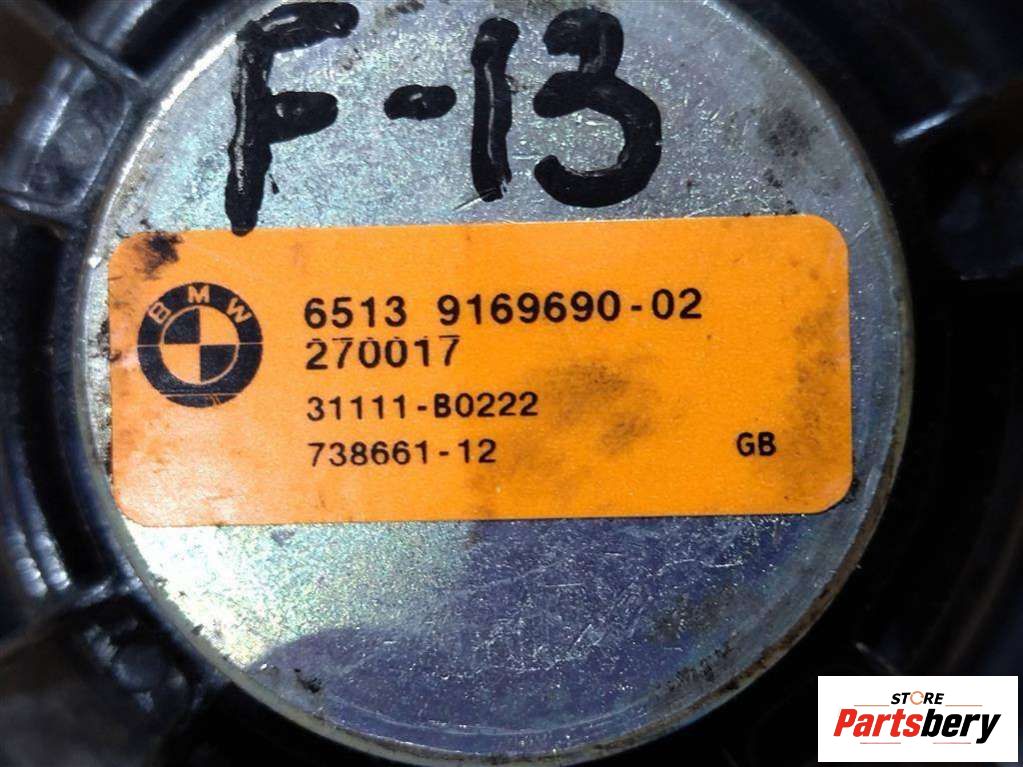 F-13
BMW
6513 9169690-02
270017
31111-B0222
738661-12 GB
STORE
Partsbery